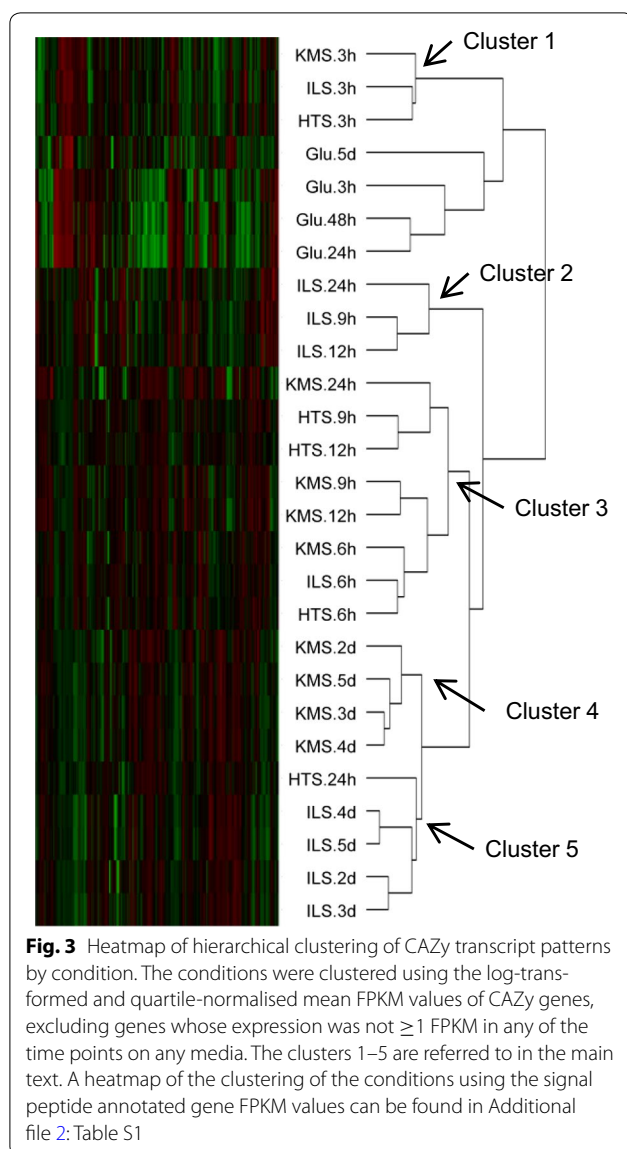 KMS.3h
Cluster 1
ILS.3h
HTS.3h
Glu.5d
Glu.3h
Glu.48h
Glu.24h
Cluster 2
ILS.24h
ILS.9h
ILS.12h
KMS.24h
HTS.9h
HTS.12h
KMS.9h
Cluster 3
KMS.12h
KMS.6h
ILS.6h
HTS.6h
KMS.2d
KMS.5d
Cluster 4
KMS.3d
KMS.4d
HTS.24h
ILS.4d
ILS.5d
Cluster 5
ILS.2d
ILS.3d
Fig. 3 Heatmap of hierarchical clustering of CAZy transcript patterns
by condition. The conditions were clustered using the log-trans-
formed and quartile-normalised mean FPKM values of CAZy genes,
excluding genes whose expression was not ≥1 FPKM in any of the
time points on any media. The clusters 1–5 are referred to in the main
text. A heatmap of the clustering of the conditions using the signal
peptide annotated gene FPKM values can be found in Additional
file 2: Table S1